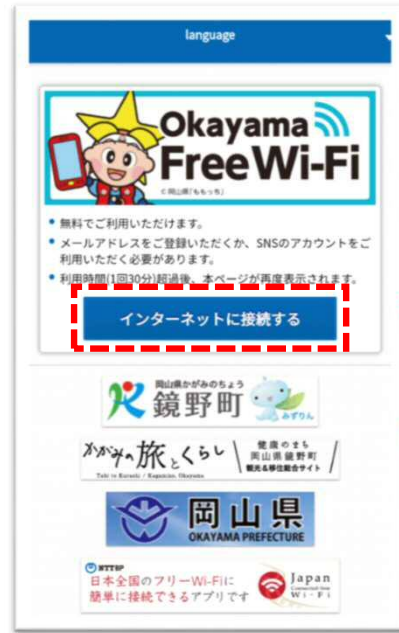 language
Okayama
Free Wi-Fi
©岡山県「ももっち」
無料でご利用いただけます。
メールアドレスをご登録いただくか、SNSのアカウントをご
利用いただく必要があります。
利用時間(1回30分)超過後、本ページが再度表示されます。
インターネットに接続する
岡山県かがみのちょう
鏡野町
みずりん
かがみの旅とくらし
Tabi to Kurashi / Kagamino, Okayama
健康のまち
岡山県鏡野町
観光&移住総合サイト
岡山県
OKAYAMA PREFECTURE
NTTBP
日本全国のフリーWi-Fiに
簡単に接続できるアプリです
Japan
Connected-free
Wi-Fi